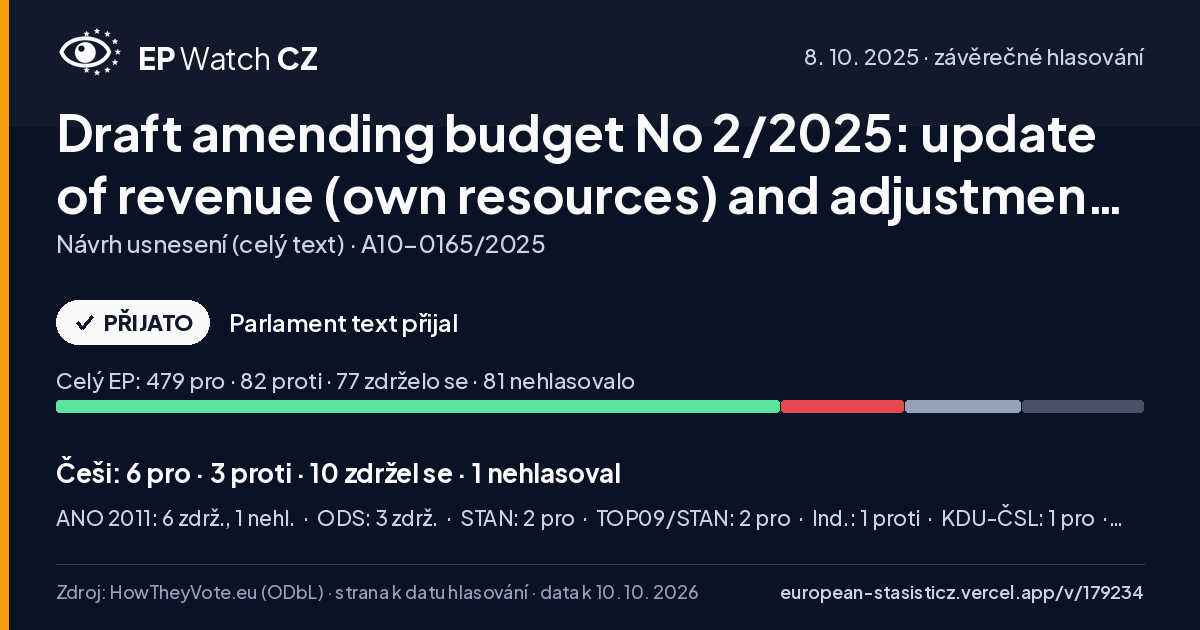 EP Watch CZ
8. 10. 2025 · závěrečné hlasování
Draft amending budget No 2/2025: update
of revenue (own resources) and adjustmen…
Návrh usnesení (celý text) · A10-0165/2025
✓ PŘIJATO
Parlament text přijal
Celý EP: 479 pro · 82 proti · 77 zdrželo se · 81 nehlasovalo
Češi: 6 pro · 3 proti · 10 zdržel se · 1 nehlasoval
ANO 2011: 6 zdrž., 1 nehl. · ODS: 3 zdrž. · STAN: 2 pro · TOP09/STAN: 2 pro · Ind.: 1 proti · KDU-ČSL: 1 pro ·…
Zdroj: HowTheyVote.eu (ODbL) · strana k datu hlasování · data k 10. 10. 2026
european-stasisticz.vercel.app/v/179234